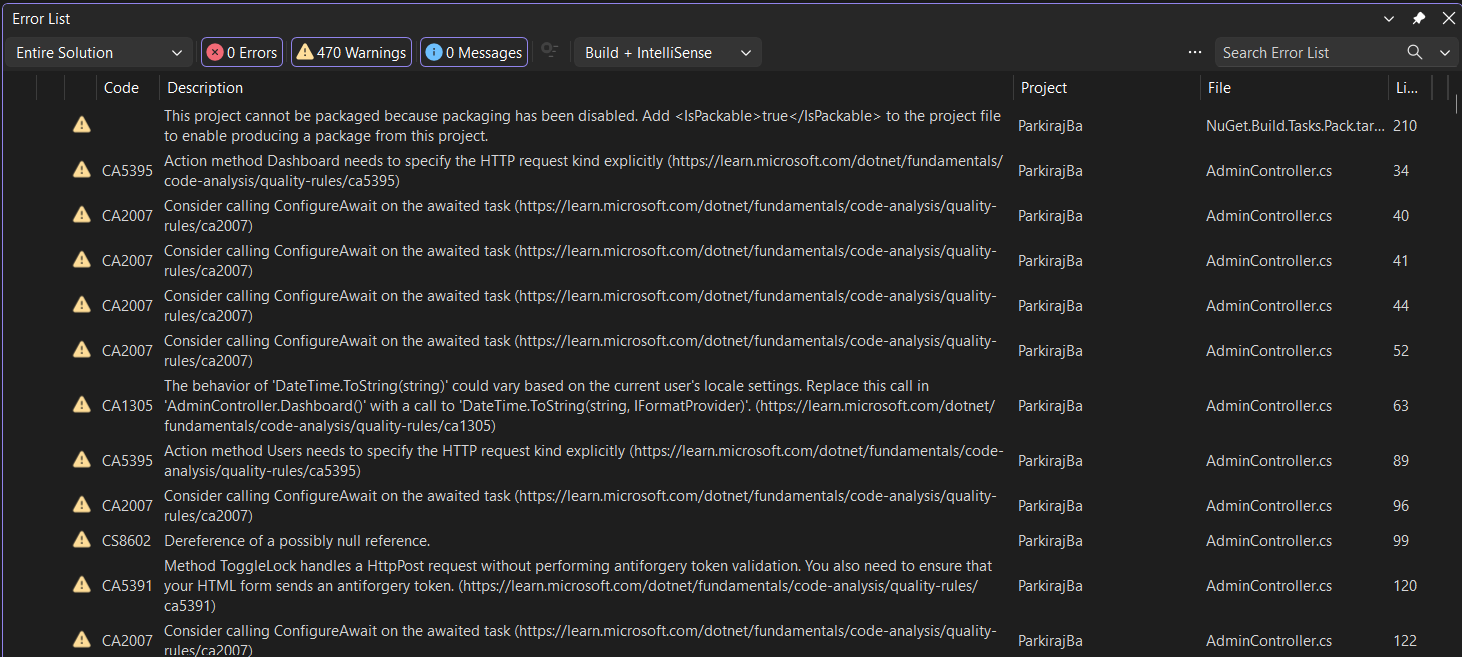 Error List
Entire Solution
0 Errors
470 Warnings
0 Messages
Build + IntelliSense
Search Error List
Code Description Project File Li...
This project cannot be packaged because packaging has been disabled. Add <IsPackable>true</IsPackable> to the project file
to enable producing a package from this project.
ParkirajBa NuGet.Build.Tasks.Pack.tar... 210
CA5395 Action method Dashboard needs to specify the HTTP request kind explicitly (https://learn.microsoft.com/dotnet/fundamentals/
code-analysis/quality-rules/ca5395)
ParkirajBa AdminController.cs 34
CA2007 Consider calling ConfigureAwait on the awaited task (https://learn.microsoft.com/dotnet/fundamentals/code-analysis/quality-
rules/ca2007)
ParkirajBa AdminController.cs 40
CA2007 Consider calling ConfigureAwait on the awaited task (https://learn.microsoft.com/dotnet/fundamentals/code-analysis/quality-
rules/ca2007)
ParkirajBa AdminController.cs 41
CA2007 Consider calling ConfigureAwait on the awaited task (https://learn.microsoft.com/dotnet/fundamentals/code-analysis/quality-
rules/ca2007)
ParkirajBa AdminController.cs 44
CA2007 Consider calling ConfigureAwait on the awaited task (https://learn.microsoft.com/dotnet/fundamentals/code-analysis/quality-
rules/ca2007)
ParkirajBa AdminController.cs 52
CA1305 The behavior of 'DateTime.ToString(string)' could vary based on the current user's locale settings. Replace this call in
'AdminController.Dashboard()' with a call to 'DateTime.ToString(string, IFormatProvider)'. (https://learn.microsoft.com/dotnet/
fundamentals/code-analysis/quality-rules/ca1305)
ParkirajBa AdminController.cs 63
CA5395 Action method Users needs to specify the HTTP request kind explicitly (https://learn.microsoft.com/dotnet/fundamentals/code-
analysis/quality-rules/ca5395)
ParkirajBa AdminController.cs 89
CA2007 Consider calling ConfigureAwait on the awaited task (https://learn.microsoft.com/dotnet/fundamentals/code-analysis/quality-
rules/ca2007)
ParkirajBa AdminController.cs 96
CS8602 Dereference of a possibly null reference. ParkirajBa AdminController.cs 99
CA5391 Method ToggleLock handles a HttpPost request without performing antiforgery token validation. You also need to ensure that
your HTML form sends an antiforgery token. (https://learn.microsoft.com/dotnet/fundamentals/code-analysis/quality-rules/
ca5391)
ParkirajBa AdminController.cs 120
CA2007 Consider calling ConfigureAwait on the awaited task (https://learn.microsoft.com/dotnet/fundamentals/code-analysis/quality-
rules/ca2007)
ParkirajBa AdminController.cs 122